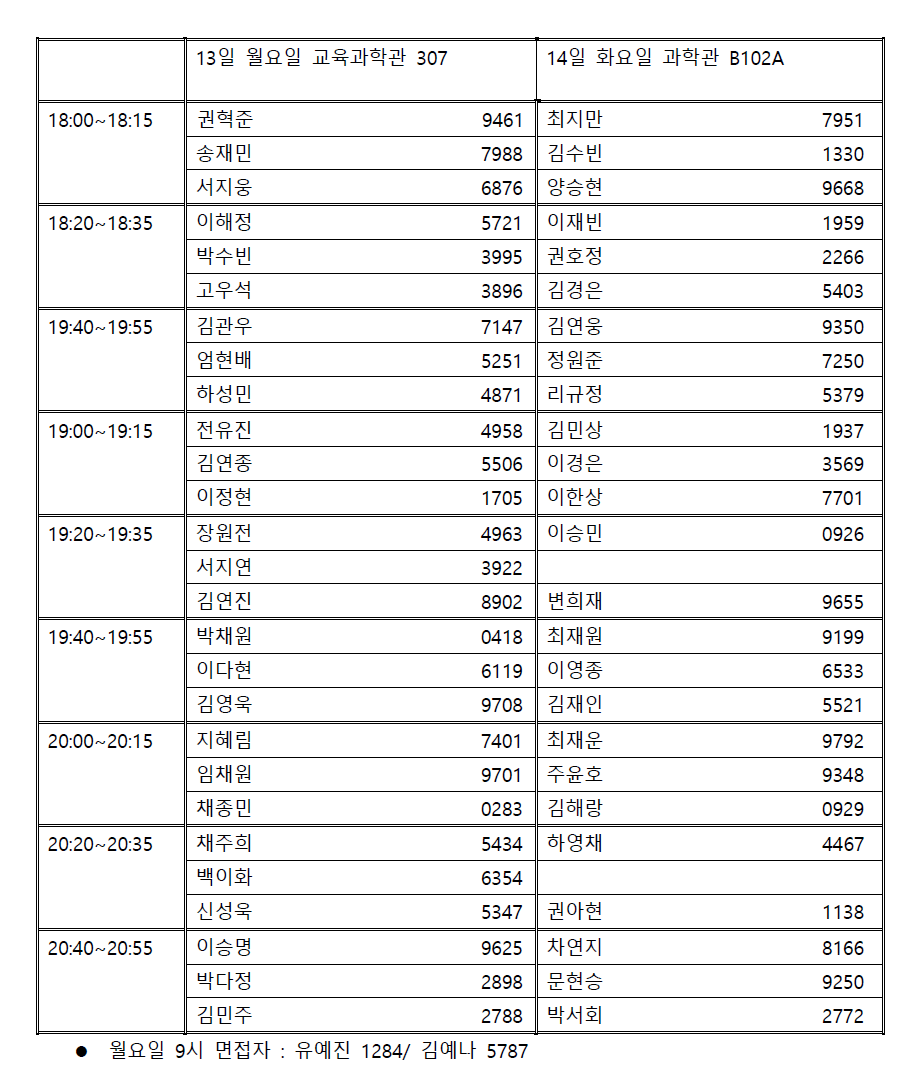 13일 월요일 교육과학관 307 14일 화요일 과학관 B102A
18:00~18:15 권혁준 9461 최지만 7951
송재민 7988 김수빈 1330
서지웅 6876 양승현 9668
18:20~18:35 이해정 5721 이재빈 1959
박수빈 3995 권호정 2266
고우석 3896 김경은 5403
19:40~19:55 김관우 7147 김연웅 9350
엄현배 5251 정원준 7250
하성민 4871 리규정 5379
19:00~19:15 전유진 4958 김민상 1937
김연종 5506 이경은 3569
이정현 1705 이한상 7701
19:20~19:35 장원전 4963 이승민 0926
서지연 3922
김연진 8902 변희재 9655
19:40~19:55 박채원 0418 최재원 9199
이다현 6119 이영종 6533
김영욱 9708 김재인 5521
20:00~20:15 지혜림 7401 최재운 9792
임채원 9701 주윤호 9348
채종민 0283 김해랑 0929
20:20~20:35 채주희 5434 하영채 4467
백이화 6354
신성욱 5347 권아현 1138
20:40~20:55 이승명 9625 차연지 8166
박다정 2898 문현승 9250
김민주 2788 박서회 2772
● 월요일 9시 면접자 : 유예진 1284/ 김예나 5787